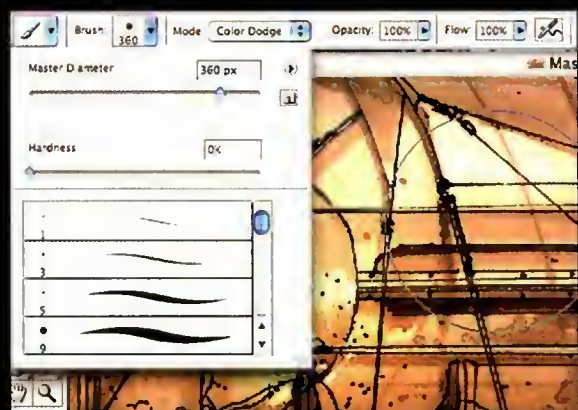 Brush: 360 Mode Color Dodge Opacity: 100% Flow: 100%
Mas
Master Diameter 360 px
Hardness 0%
1
3
5
9